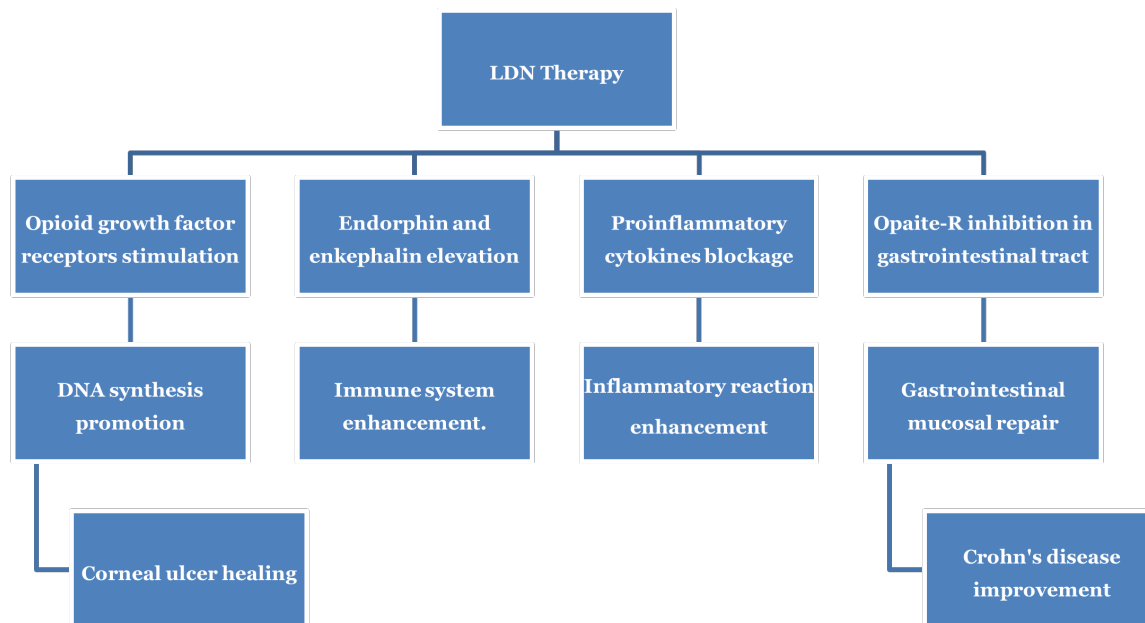 LDN Therapy
Opioid growth factor
receptors stimulation
Endorphin and
enkephalin elevation
Proinflammatory
cytokines blockage
Opaite-R inhibition in
gastrointestinal tract
DNA synthesis
promotion
Immune system
enhancement.
Inflammatory reaction
enhancement
Gastrointestinal
mucosal repair
Corneal ulcer healing
Crohn's disease
improvement